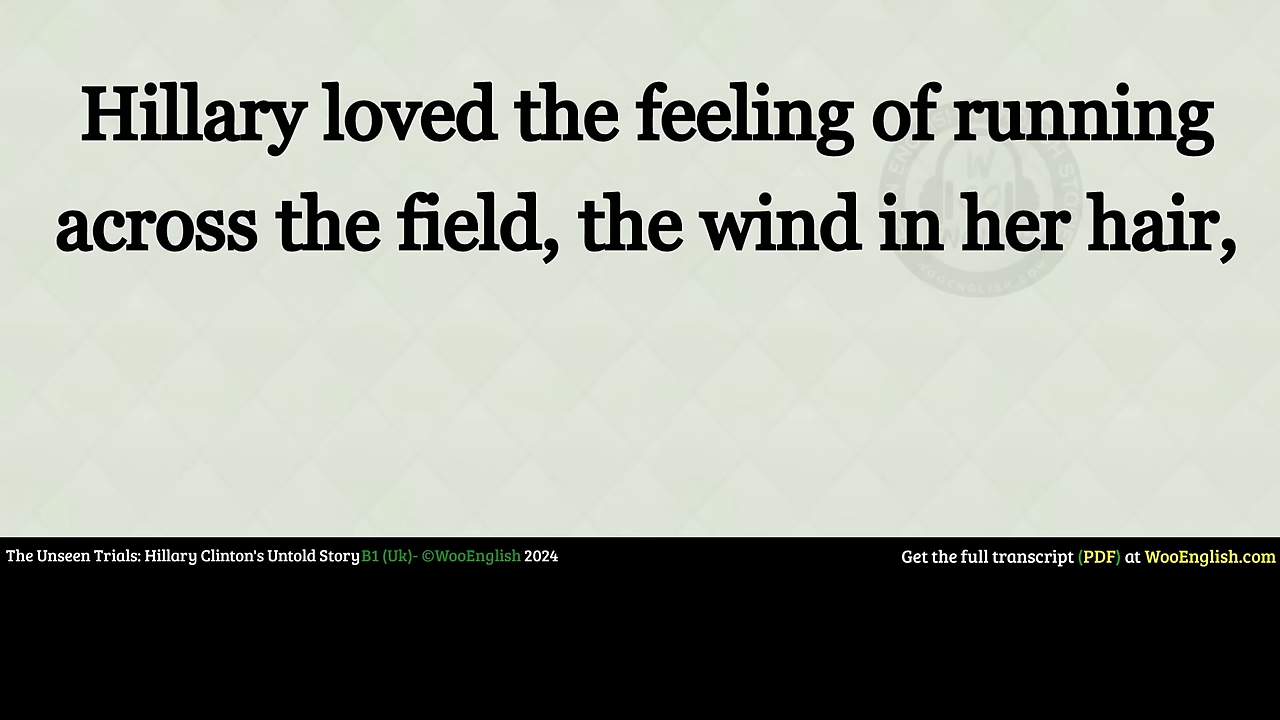 Hillary loved the feeling of running
across the field, the wind in her hair,
The Unseen Trials: Hillary Clinton's Untold Story B1 (Uk)- ©WooEnglish 2024
Get the full transcript (PDF) at WooEnglish.com